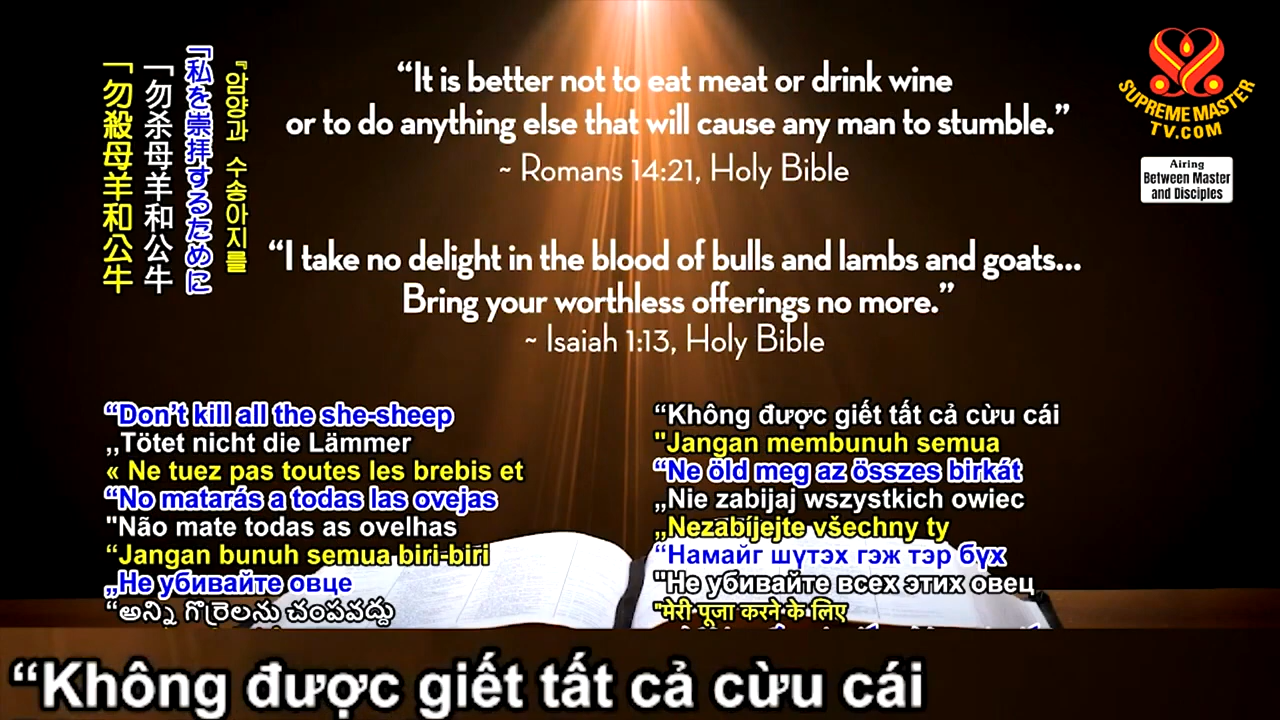 “It is better not to eat meat or drink wine
or to do anything else that will cause any man to stumble.”
~ Romans 14:21, Holy Bible
“I take no delight in the blood of bulls and lambs and goats...
Bring your worthless offerings no more.”
~ Isaiah 1:13, Holy Bible
SUPREME MASTER
TV.COM
Airing
Between Master
and Disciples
『암양과 수송아지를
「私を崇拝するために
「勿杀母羊和公牛
「勿殺母羊和公牛
“Don’t kill all the she-sheep
„Tötet nicht die Lämmer
« Ne tuez pas toutes les brebis et
“No matarás a todas las ovejas
"Não mate todas as ovelhas
“Jangan bunuh semua biri-biri
„Не убивайте овце
“అన్ని గొర్రెలను చంపవద్దు
“Không được giết tất cả cừu cái
"Jangan membunuh semua
“Ne öld meg az összes birkát
„Nie zabijaj wszystkich owiec
„Nezabíjejte všechny ty
“Намайг шүтэх гэж тэр бүх
"Не убивайте всех этих овец
"मेरी पूजा करने के लिए
“Không được giết tất cả cừu cái